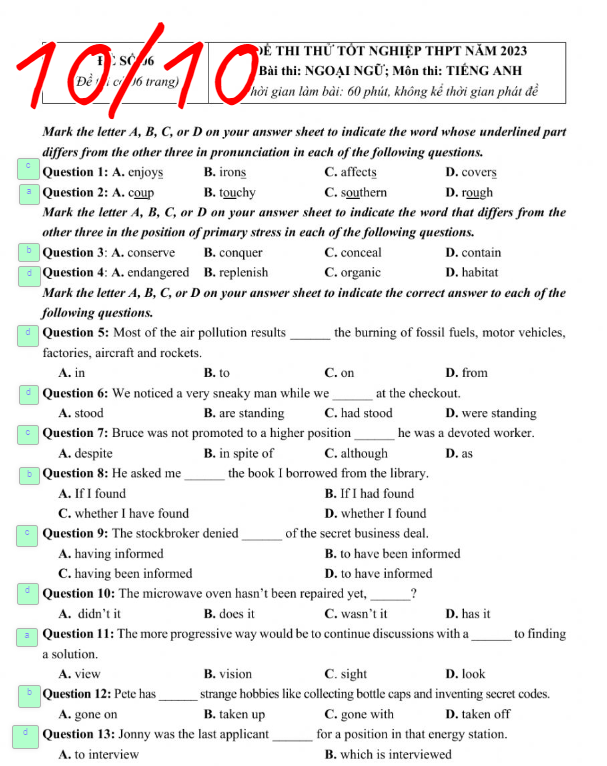 10/10
ĐỀ SỐ 06
(Đề thi có 06 trang)
ĐỀ THI THỬ TỐT NGHIỆP THPT NĂM 2023
Bài thi: NGOẠI NGỮ; Môn thi: TIẾNG ANH
Thời gian làm bài: 60 phút, không kể thời gian phát đề
Mark the letter A, B, C, or D on your answer sheet to indicate the word whose underlined part
differs from the other three in pronunciation in each of the following questions.
c Question 1: A. enjoys B. irons C. affects D. covers
a Question 2: A. coup B. touchy C. southern D. rough
Mark the letter A, B, C, or D on your answer sheet to indicate the word that differs from the
other three in the position of primary stress in each of the following questions.
b Question 3: A. conserve B. conquer C. conceal D. contain
d Question 4: A. endangered B. replenish C. organic D. habitat
Mark the letter A, B, C, or D on your answer sheet to indicate the correct answer to each of the
following questions.
d Question 5: Most of the air pollution results ______ the burning of fossil fuels, motor vehicles,
factories, aircraft and rockets.
A. in B. to C. on D. from
d Question 6: We noticed a very sneaky man while we ______ at the checkout.
A. stood B. are standing C. had stood D. were standing
c Question 7: Bruce was not promoted to a higher position ______ he was a devoted worker.
A. despite B. in spite of C. although D. as
b Question 8: He asked me ______ the book I borrowed from the library.
A. If I found B. If I had found
C. whether I have found D. whether I found
c Question 9: The stockbroker denied ______ of the secret business deal.
A. having informed B. to have been informed
C. having been informed D. to have informed
d Question 10: The microwave oven hasn’t been repaired yet, ______?
A. didn’t it B. does it C. wasn’t it D. has it
a Question 11: The more progressive way would be to continue discussions with a ______ to finding
a solution.
A. view B. vision C. sight D. look
b Question 12: Pete has ______ strange hobbies like collecting bottle caps and inventing secret codes.
A. gone on B. taken up C. gone with D. taken off
d Question 13: Jonny was the last applicant ______ for a position in that energy station.
A. to interview B. which is interviewed